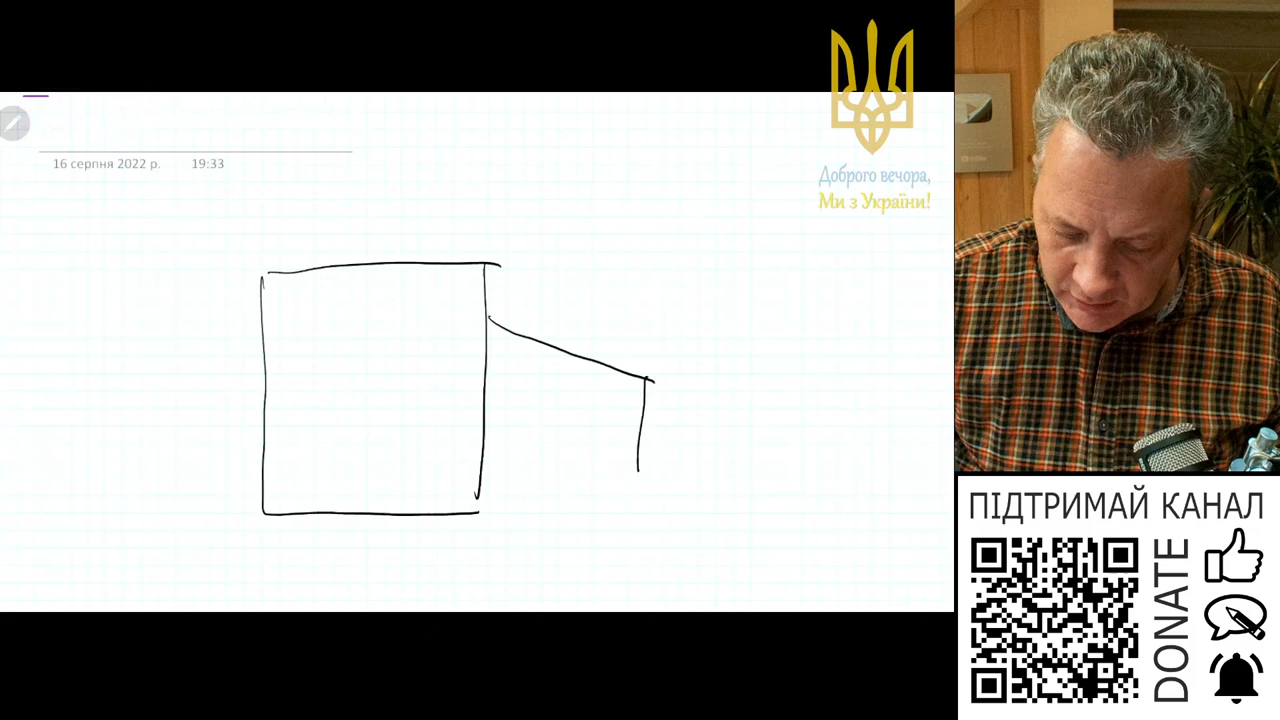 16 серпня 2022 р. 19:33
Доброго вечора,
Ми з України!
ПІДТРИМАЙ КАНАЛ
DONATE